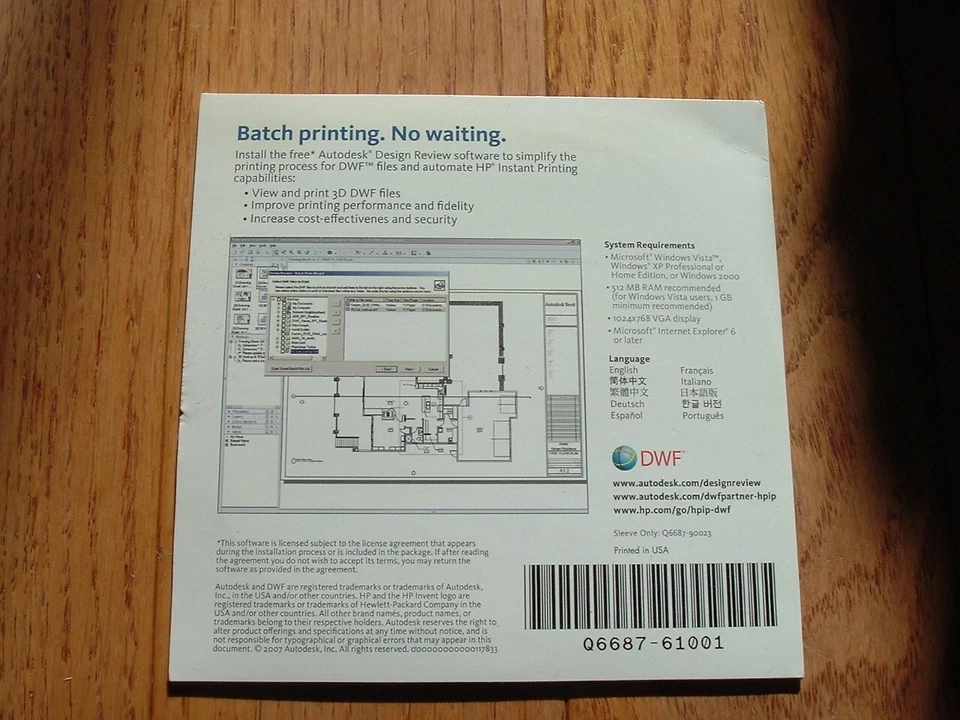 Batch printing. No waiting.
Install the free* Autodesk® Design Review software to simplify the
printing process for DWF™ files and automate HP® Instant Printing
capabilities:
• View and print 3D DWF files
• Improve printing performance and fidelity
• Increase cost-effectivenes and security
System Requirements
• Microsoft® Windows Vista™,
Windows® XP Professional or
Home Edition, or Windows 2000
• 512 MB RAM recommended
(for Windows Vista users, 1 GB
minimum recommended)
• 1024x768 VGA display
• Microsoft® Internet Explorer® 6
or later
Language
English Français
简体中文 Italiano
繁體中文 日本語版
Deutsch 한글 버전
Español Português
Autodesk Revit
DWF™
www.autodesk.com/designreview
www.autodesk.com/dwfpartner-hpip
www.hp.com/go/hpip-dwf
Sleeve Only: Q6687-90023
Printed in USA
*This software is licensed subject to the license agreement that appears
during the installation process or is included in the package. If after reading
the agreement you do not wish to accept its terms, you may return the
software as provided in the agreement.
Autodesk and DWF are registered trademarks or trademarks of Autodesk,
Inc., in the USA and/or other countries. HP and the HP Invent logo are
registered trademarks or trademarks of Hewlett-Packard Company in the
USA and/or other countries. All other brand names, product names, or
trademarks belong to their respective holders. Autodesk reserves the right to
alter product offerings and specifications at any time without notice, and is
not responsible for typographical or graphical errors that may appear in this
document. © 2007 Autodesk, Inc. All rights reserved. d0000000000117833
Q6687-61001